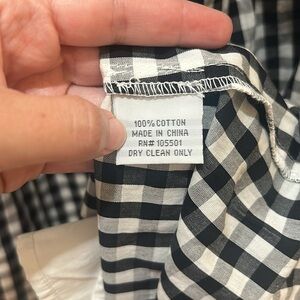 100% COTTON
MADE IN CHINA
RN# 105501
DRY CLEAN ONLY